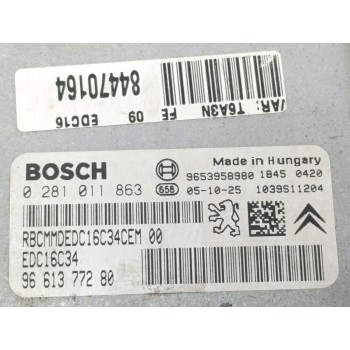 84470164
VAR: T6A3N FE 09 EDC16
BOSCH
Made in Hungary
9653958980 1845 0420
0 281 011 863
658
05-10-25 1039S11204
RBCMMDEDC16C34CEM 00
EDC16C34
96 613 772 80